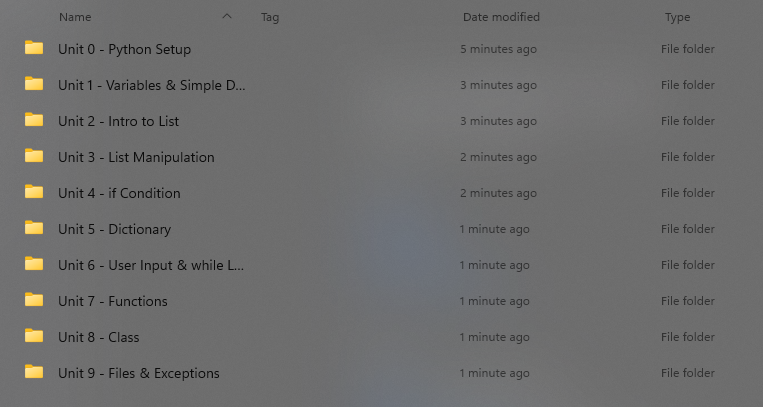 Name Tag Date modified Type
Unit 0 - Python Setup 5 minutes ago File folder
Unit 1 - Variables & Simple D... 3 minutes ago File folder
Unit 2 - Intro to List 3 minutes ago File folder
Unit 3 - List Manipulation 2 minutes ago File folder
Unit 4 - if Condition 2 minutes ago File folder
Unit 5 - Dictionary 1 minute ago File folder
Unit 6 - User Input & while L... 1 minute ago File folder
Unit 7 - Functions 1 minute ago File folder
Unit 8 - Class 1 minute ago File folder
Unit 9 - Files & Exceptions 1 minute ago File folder